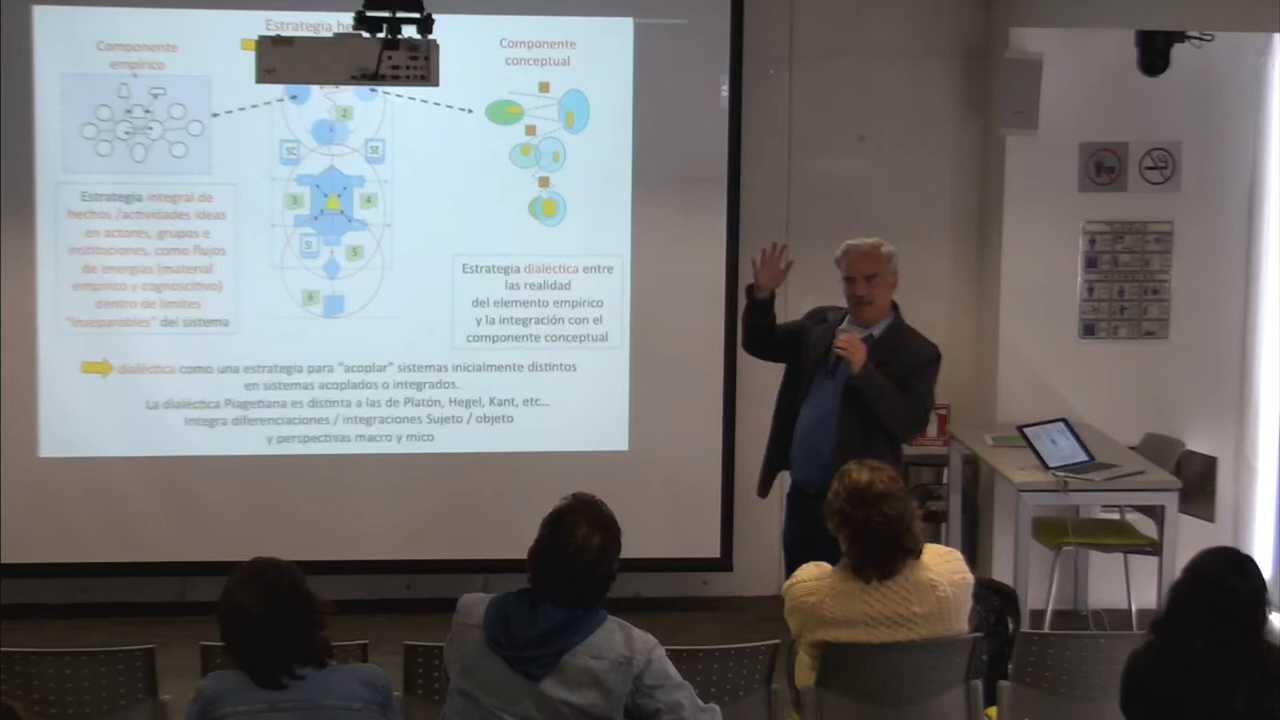 Estrategia he
Componente
empírico
Componente
conceptual
2
SC
SE
3
4
SI
5
6
Estrategia integral de
hechos /actividades ideas
en actores, grupos e
instituciones, como flujos
de energías (material
empírico y cognoscitivo)
dentro de límites
"inseparables" del sistema
Estrategia dialéctica entre
las realidad
del elemento empírico
y la integración con el
componente conceptual
dialéctica como una estrategia para "acoplar" sistemas inicialmente distintos
en sistemas acoplados o integrados.
La dialéctica Piagetiana es distinta a las de Platón, Hegel, Kant, etc...
Integra diferenciaciones / integraciones Sujeto / objeto
y perspectivas macro y mico